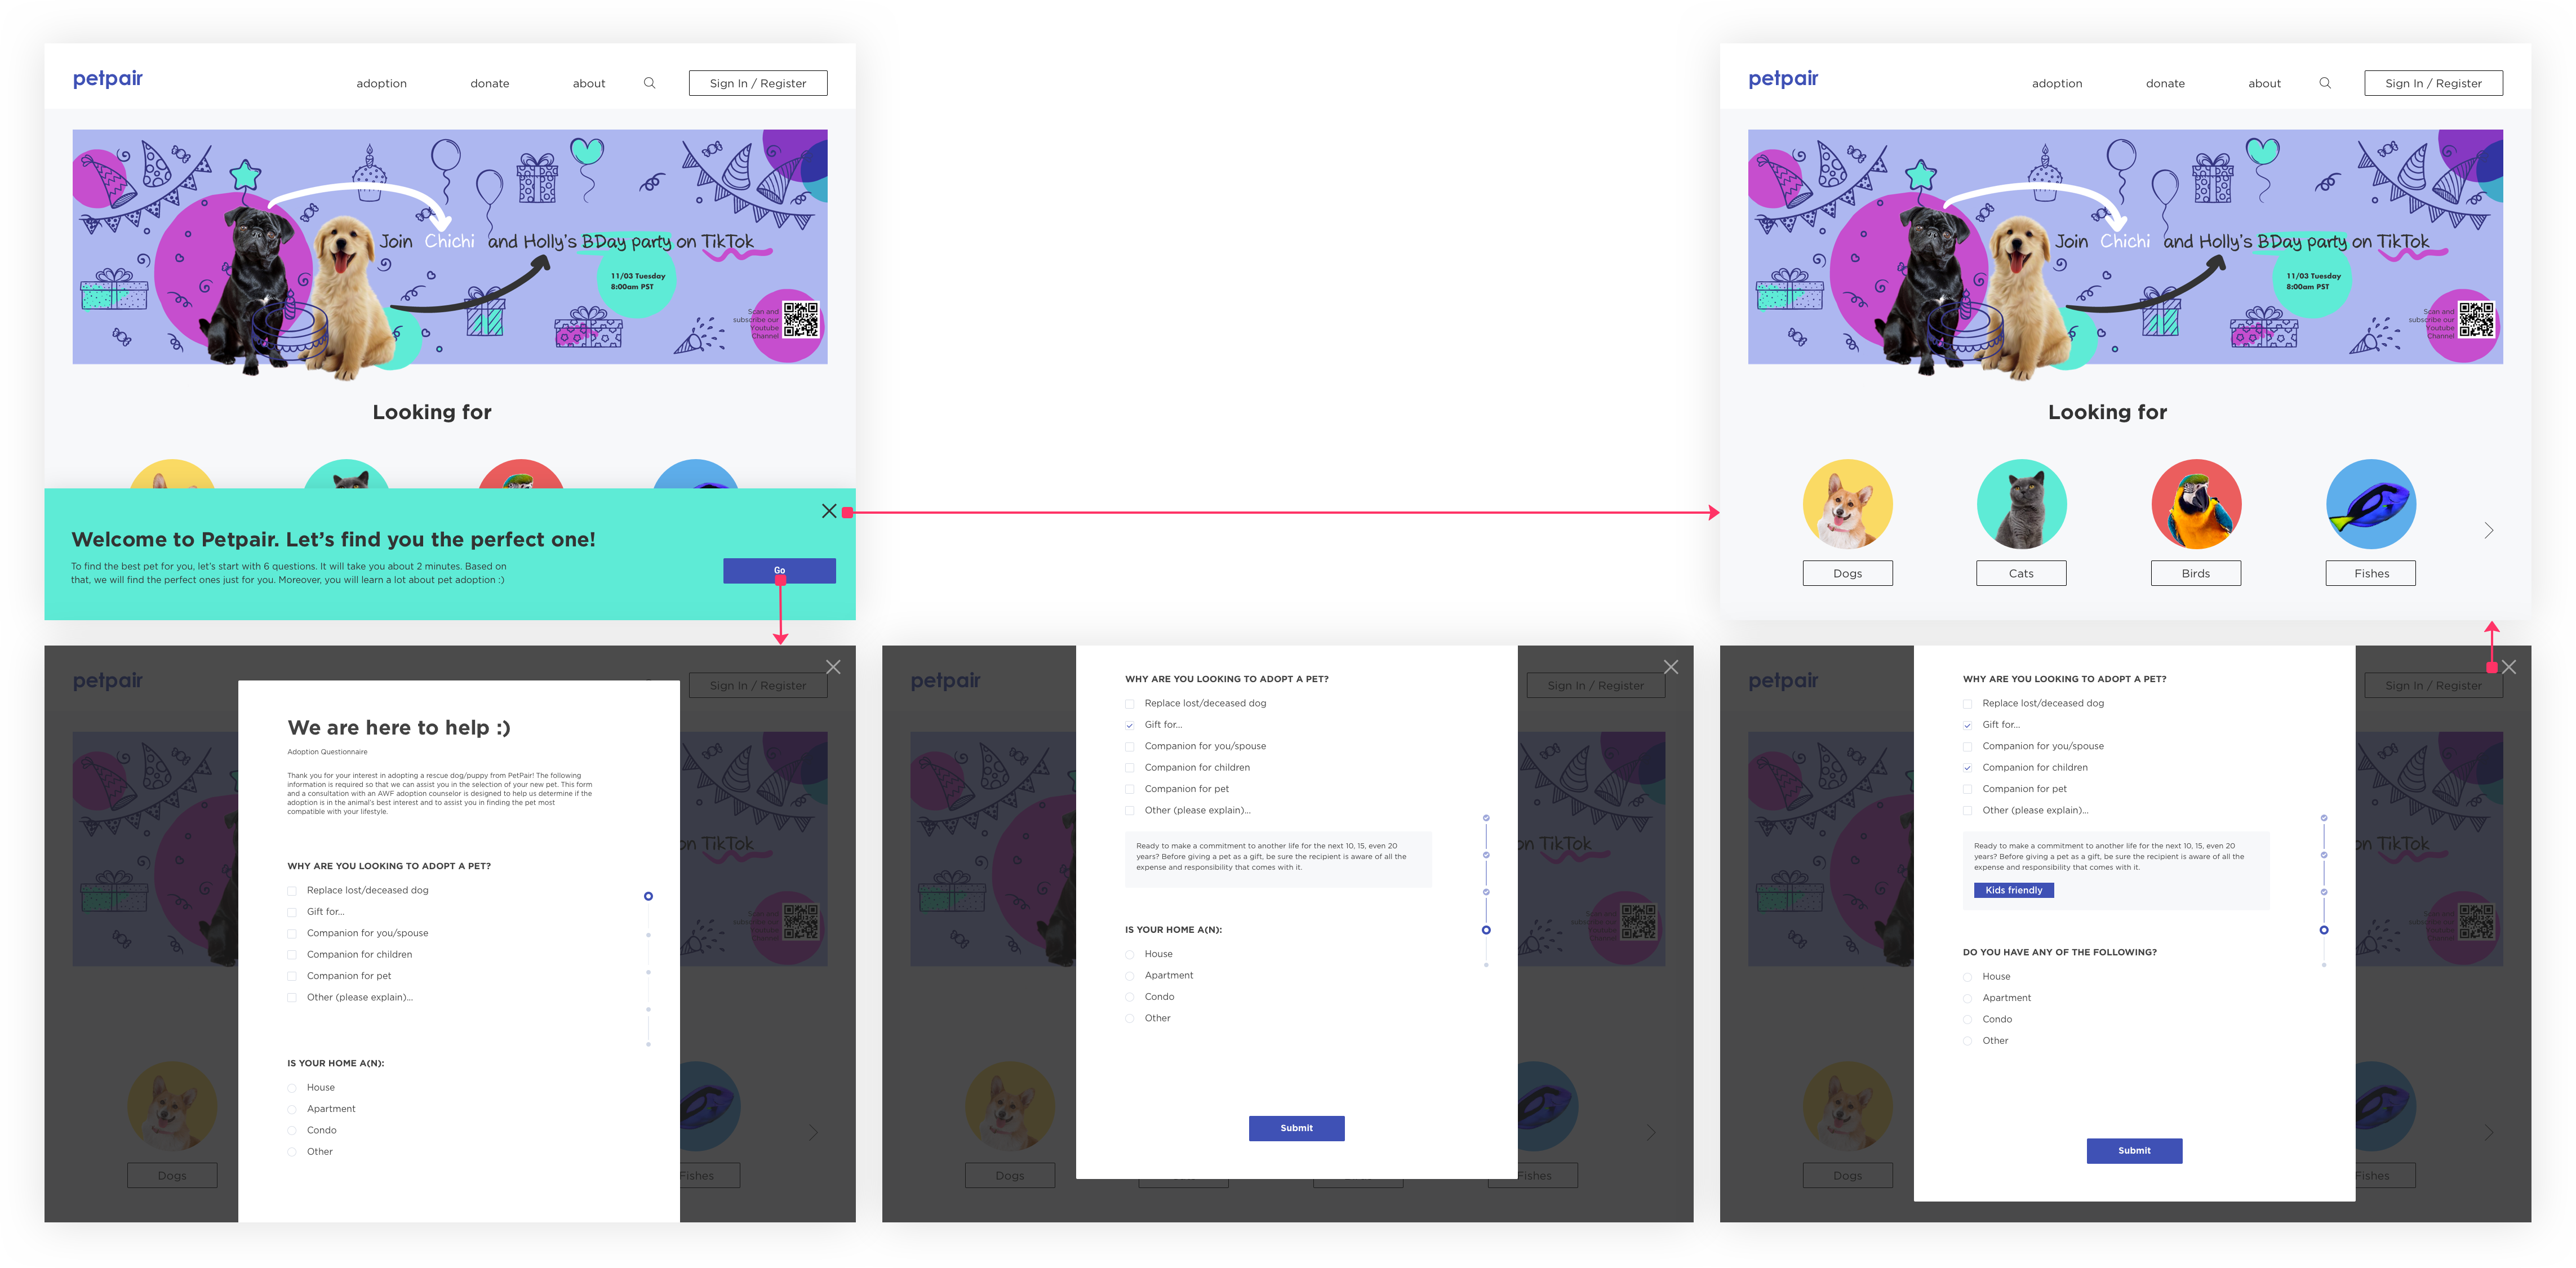 petpair
adoption
donate
about
Sign In / Register
Join Chichi and Holly's BDay party on TikTok
11/03 Tuesday
8:00am PST
Scan and
subscribe our
Youtube
Channel
Looking for
Welcome to Petpair. Let's find you the perfect one!
To find the best pet for you, let's start with 6 questions. It will take you about 2 minutes. Based on
that, we will find the perfect ones just for you. Moreover, you will learn a lot about pet adoption :)
Go
petpair
adoption
donate
about
Sign In / Register
Join Chichi and Holly's BDay party on TikTok
11/03 Tuesday
8:00am PST
Scan and
subscribe our
Youtube
Channel
Looking for
Dogs
Cats
Birds
Fishes
petpair
Sign In / Register
We are here to help :)
Adoption Questionnaire
Thank you for your interest in adopting a rescue dog/puppy from PetPair! The following
information is required so that we can assist you in the selection of your new pet. This form
and a consultation with an AWF adoption counselor is designed to help us determine if the
adoption is in the animal's best interest and to assist you in finding the pet most
compatible with your lifestyle.
WHY ARE YOU LOOKING TO ADOPT A PET?
Replace lost/deceased dog
Gift for...
Companion for you/spouse
Companion for children
Companion for pet
Other (please explain)...
IS YOUR HOME A(N):
House
Apartment
Condo
Other
on TikTok
Dogs
Fishes
petpair
Sign In / Register
WHY ARE YOU LOOKING TO ADOPT A PET?
Replace lost/deceased dog
Gift for...
Companion for you/spouse
Companion for children
Companion for pet
Other (please explain)...
Ready to make a commitment to another life for the next 10, 15, even 20
years? Before giving a pet as a gift, be sure the recipient is aware of all the
expense and responsibility that comes with it.
IS YOUR HOME A(N):
House
Apartment
Condo
Other
Submit
on TikTok
Dogs
Fishes
petpair
Sign In / Register
WHY ARE YOU LOOKING TO ADOPT A PET?
Replace lost/deceased dog
Gift for...
Companion for you/spouse
Companion for children
Companion for pet
Other (please explain)...
Ready to make a commitment to another life for the next 10, 15, even 20
years? Before giving a pet as a gift, be sure the recipient is aware of all the
expense and responsibility that comes with it.
Kids friendly
DO YOU HAVE ANY OF THE FOLLOWING?
House
Apartment
Condo
Other
Submit
on TikTok
Dogs
Fishes